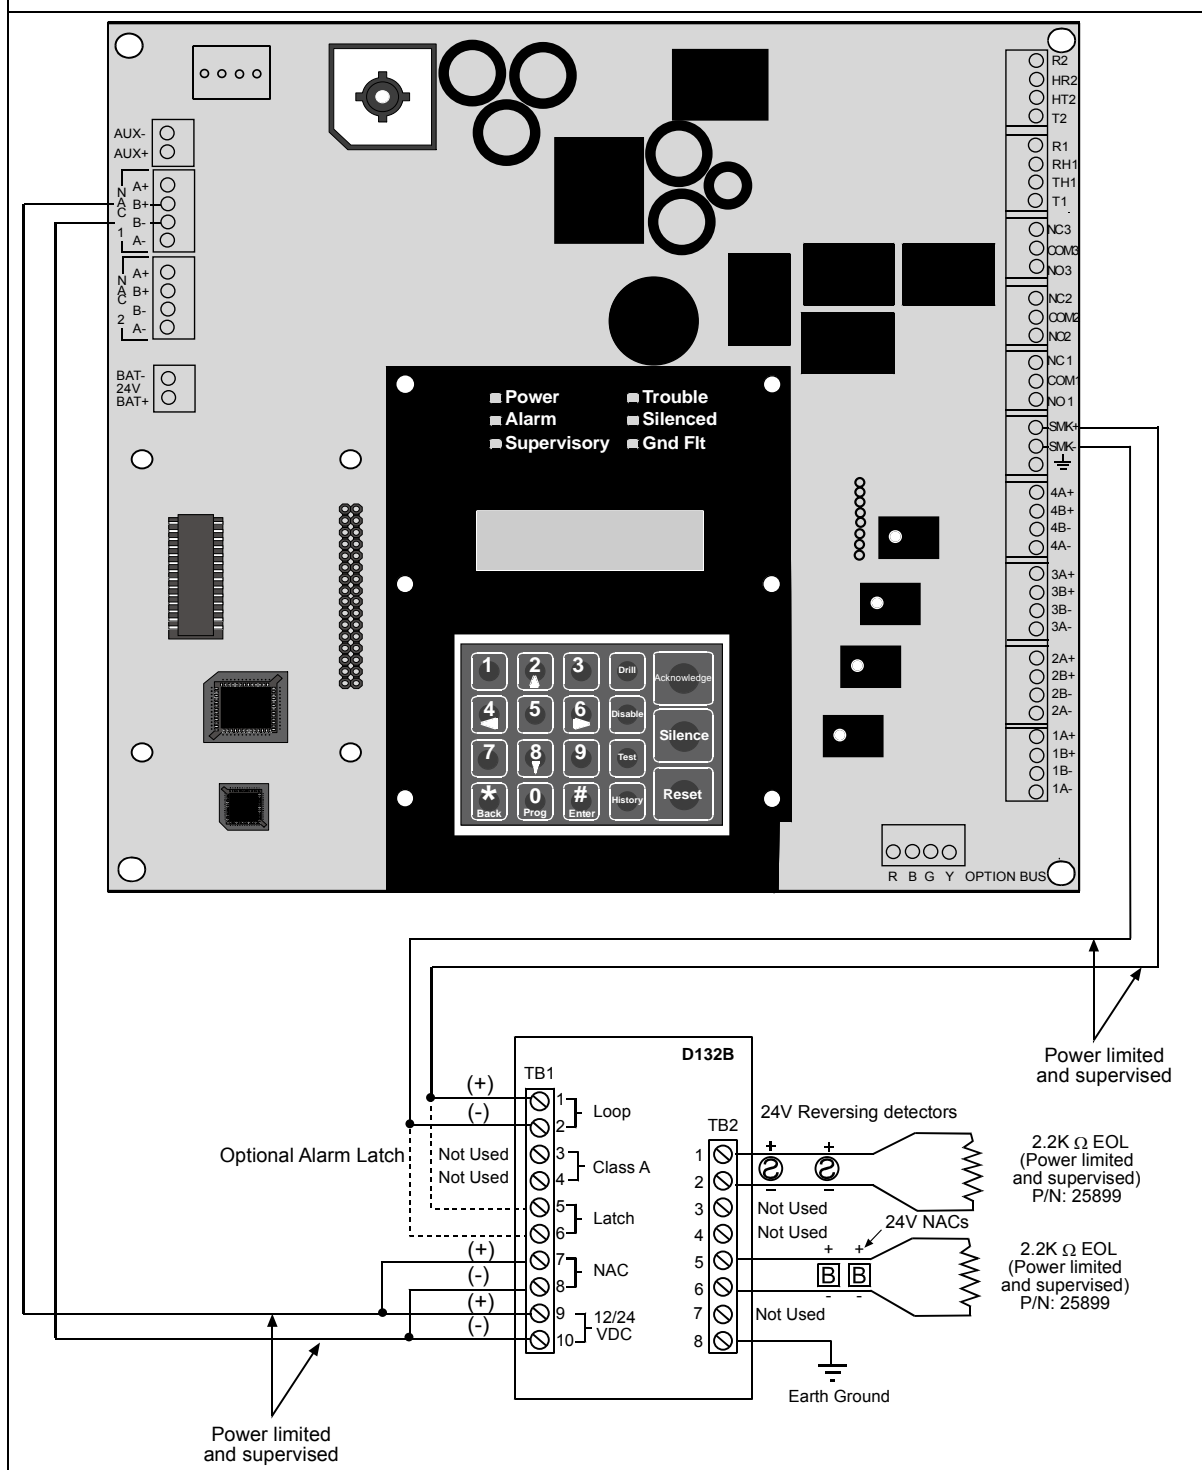 AUX-
AUX+
NAC 1
A+
B+
B-
A-
NAC 2
A+
B+
B-
A-
BAT-
24V
BAT+
R2
HR2
HT2
T2
R1
RH1
TH1
T1
NC3
COM3
NO3
NC2
COM2
NO2
NC1
COM1
NO1
SMK+
SMK-
4A+
4B+
4B-
4A-
3A+
3B+
3B-
3A-
2A+
2B+
2B-
2A-
1A+
1B+
1B-
1A-
Power
Trouble
Alarm
Silenced
Supervisory
Gnd Flt
1 2 3 Drill Acknowledge
4 5 6 Disable Silence
7 8 9 Test
* Back 0 Prog # Enter History Reset
R B G Y OPTION BUS
Power limited
and supervised
D132B
TB1
(+) 1
(-) 2
Loop
Not Used 3
Not Used 4
Class A
Optional Alarm Latch
5
6
Latch
(+) 7
(-) 8
NAC
(+) 9
(-) 10
12/24
VDC
TB2
1
2
3 Not Used
4 Not Used
5
6
7 Not Used
8
24V Reversing detectors
+ +
- -
2.2K Ω EOL
(Power limited
and supervised)
P/N: 25899
24V NACs
+ +
B B
- -
2.2K Ω EOL
(Power limited
and supervised)
P/N: 25899
Earth Ground
Power limited
and supervised